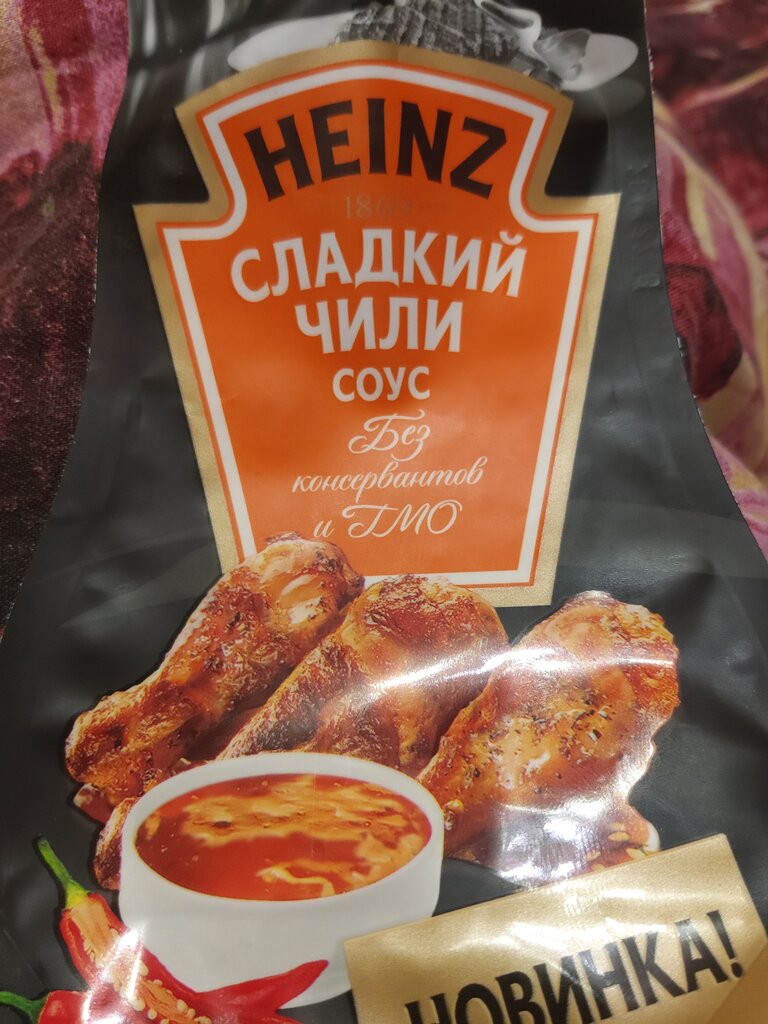 HEINZ
1869
СЛАДКИЙ
ЧИЛИ
СОУС
Без
консервантов
и ГМО
НОВИНКА!